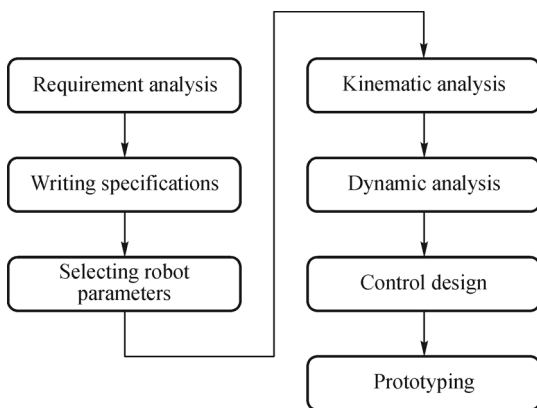 Requirement analysis
Writing specifications
Selecting robot
parameters
Kinematic analysis
Dynamic analysis
Control design
Prototyping